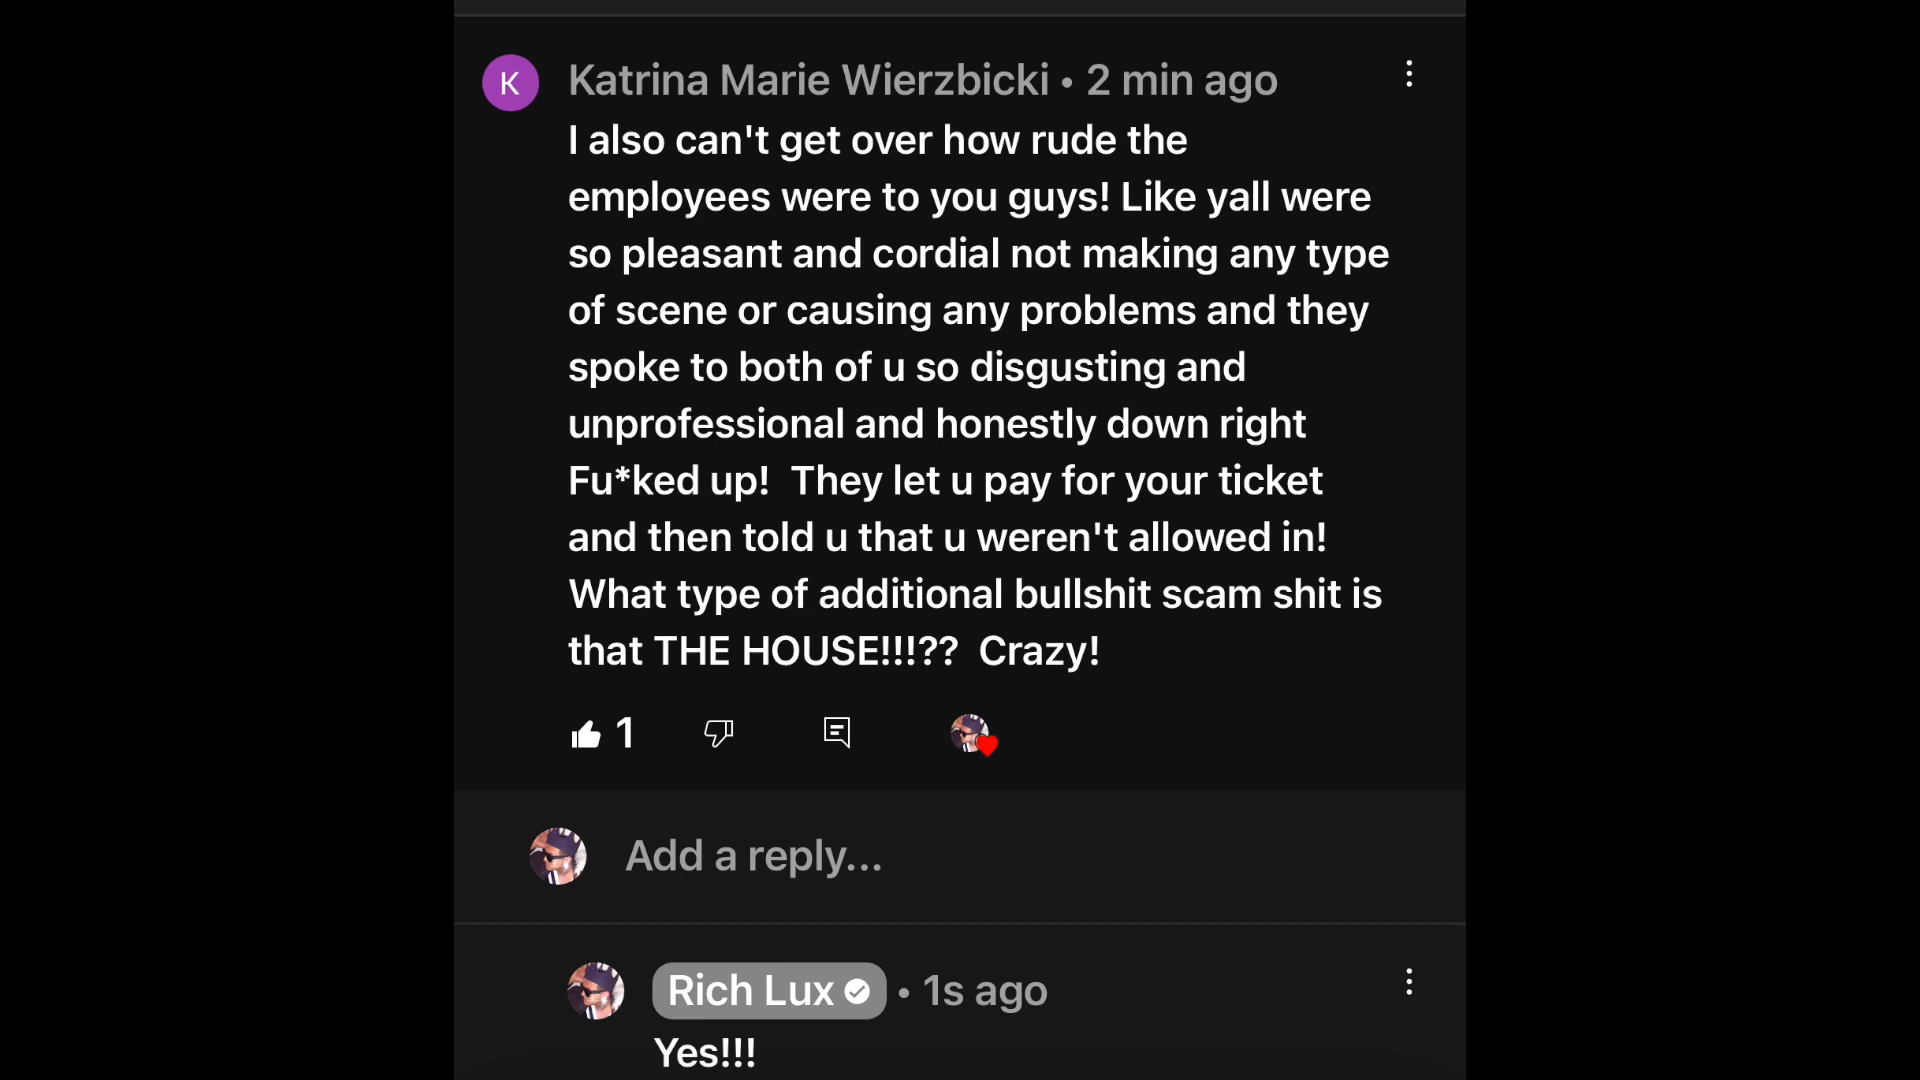 K
Katrina Marie Wierzbicki • 2 min ago
I also can't get over how rude the
employees were to you guys! Like yall were
so pleasant and cordial not making any type
of scene or causing any problems and they
spoke to both of u so disgusting and
unprofessional and honestly down right
Fu*ked up!  They let u pay for your ticket
and then told u that u weren't allowed in!
What type of additional bullshit scam shit is
that THE HOUSE!!!??  Crazy!
1
Add a reply...
Rich Lux • 1s ago
Yes!!!